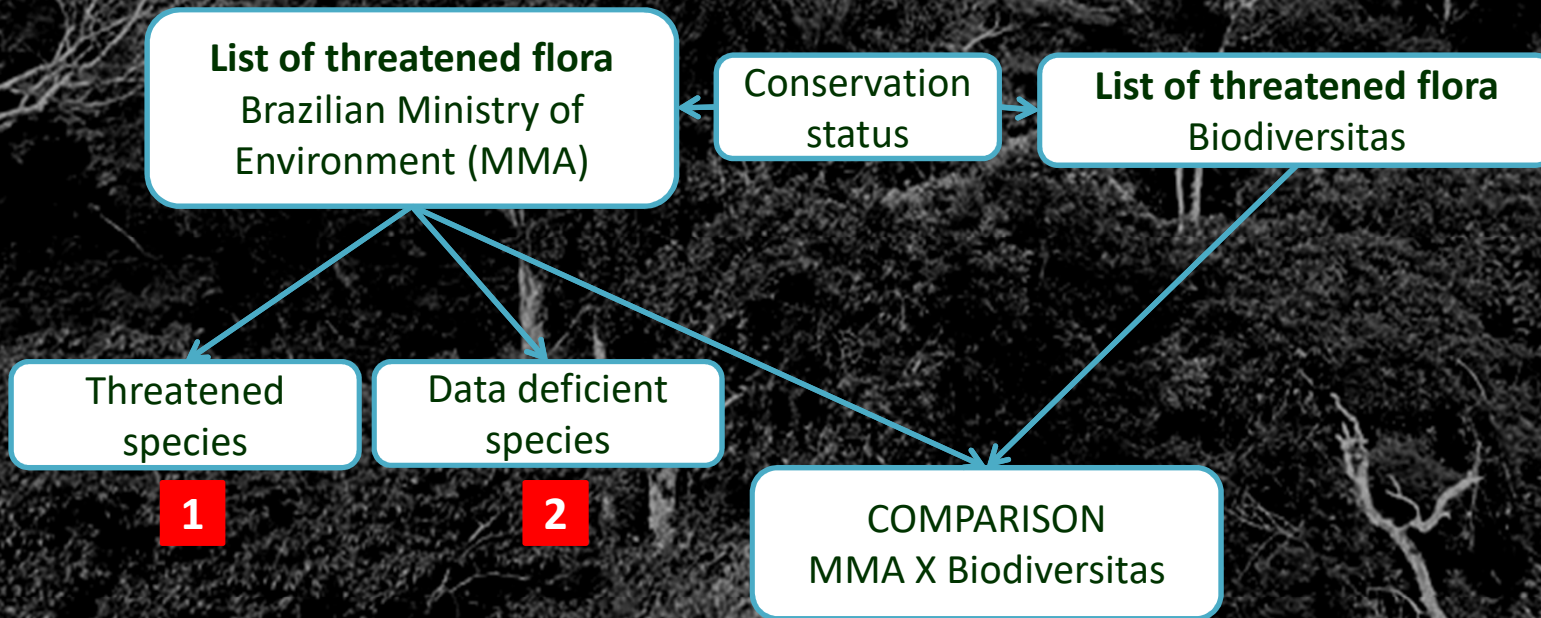 List of threatened flora
Brazilian Ministry of
Environment (MMA)
Conservation
status
List of threatened flora
Biodiversitas
Threatened
species
1
Data deficient
species
2
COMPARISON
MMA X Biodiversitas